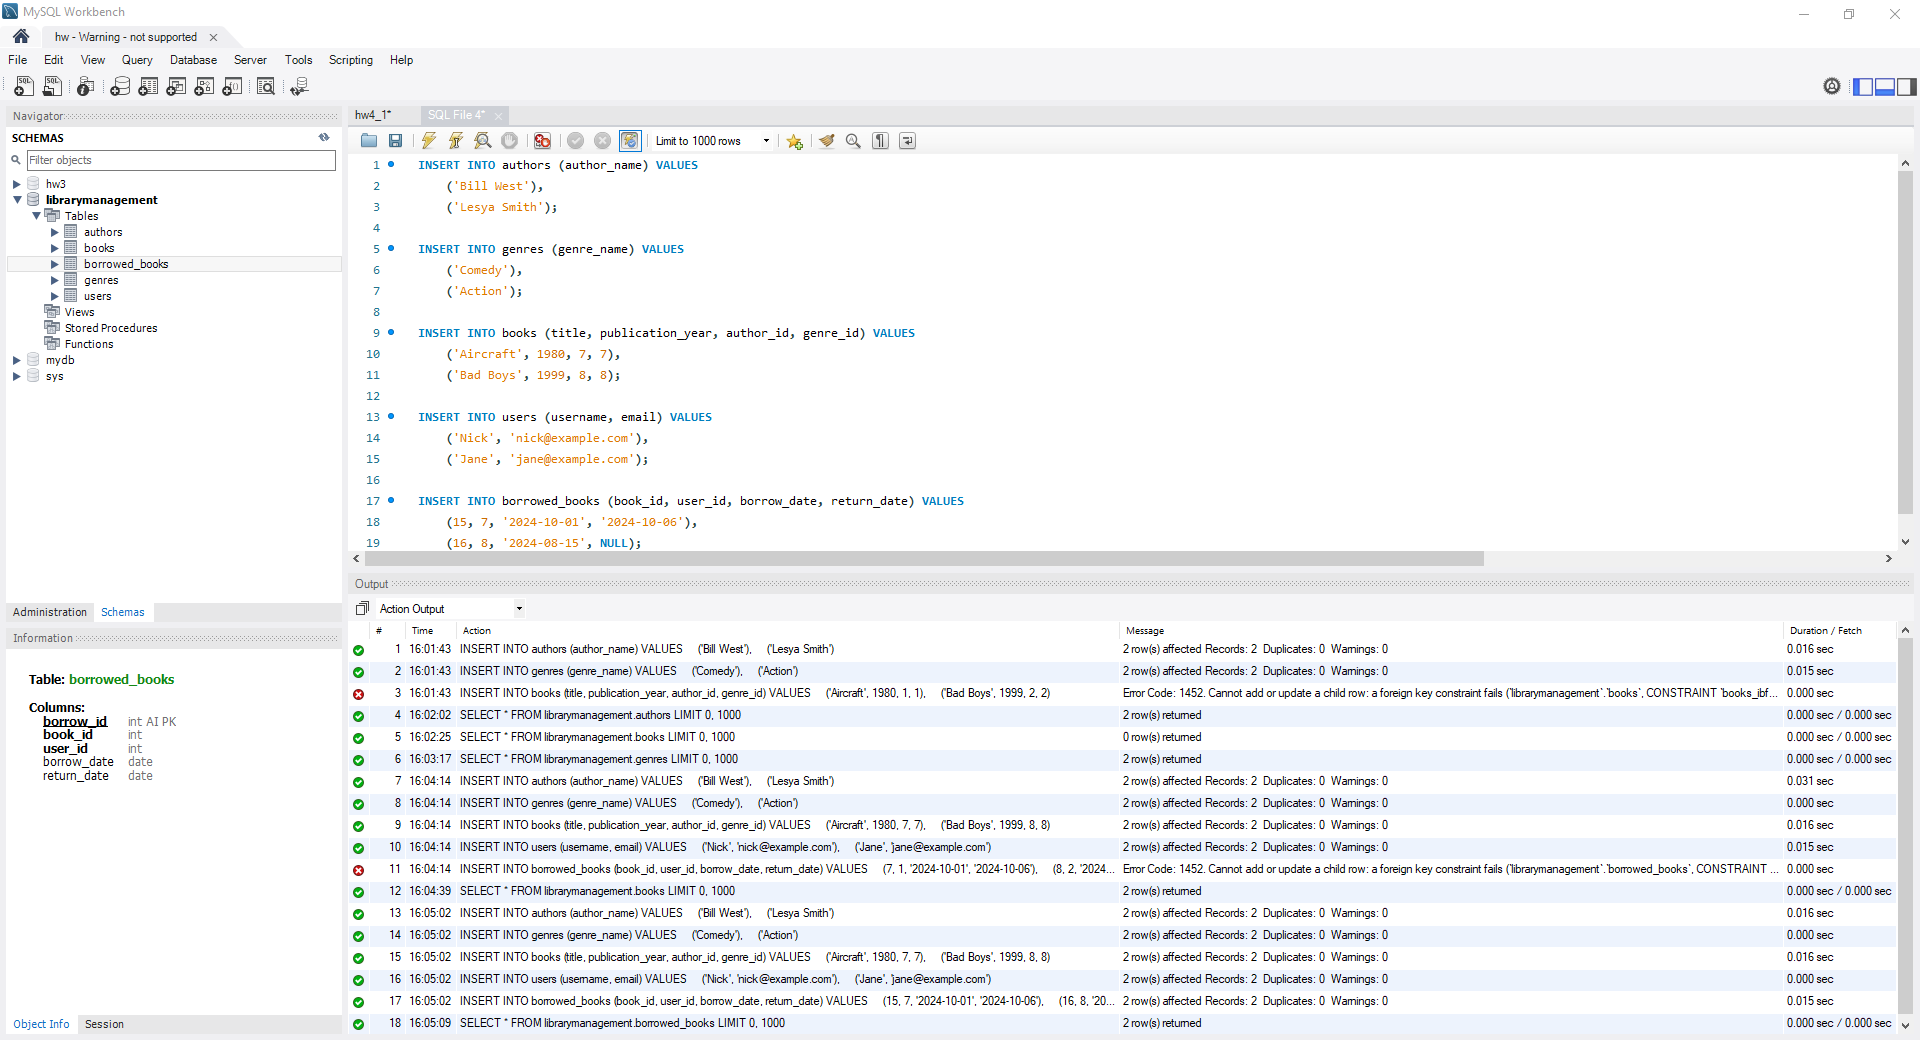 MySQL Workbench
hw - Warning - not supported
File Edit View Query Database Server Tools Scripting Help
Navigator
SCHEMAS
Filter objects
hw3
librarymanagement
Tables
authors
books
borrowed_books
genres
users
Views
Stored Procedures
Functions
mydb
sys
Administration Schemas
Information
Table: borrowed_books
Columns:
borrow_id int AI PK
book_id int
user_id int
borrow_date date
return_date date
Object Info Session
hw4_1* SQL File 4*
Limit to 1000 rows
1 INSERT INTO authors (author_name) VALUES
2 ('Bill West'),
3 ('Lesya Smith');
4
5 INSERT INTO genres (genre_name) VALUES
6 ('Comedy'),
7 ('Action');
8
9 INSERT INTO books (title, publication_year, author_id, genre_id) VALUES
10 ('Aircraft', 1980, 7, 7),
11 ('Bad Boys', 1999, 8, 8);
12
13 INSERT INTO users (username, email) VALUES
14 ('Nick', 'nick@example.com'),
15 ('Jane', 'jane@example.com');
16
17 INSERT INTO borrowed_books (book_id, user_id, borrow_date, return_date) VALUES
18 (15, 7, '2024-10-01', '2024-10-06'),
19 (16, 8, '2024-08-15', NULL);
Output
Action Output
# Time Action Message Duration / Fetch
1 16:01:43 INSERT INTO authors (author_name) VALUES ('Bill West'), ('Lesya Smith') 2 row(s) affected Records: 2 Duplicates: 0 Warnings: 0 0.016 sec
2 16:01:43 INSERT INTO genres (genre_name) VALUES ('Comedy'), ('Action') 2 row(s) affected Records: 2 Duplicates: 0 Warnings: 0 0.015 sec
3 16:01:43 INSERT INTO books (title, publication_year, author_id, genre_id) VALUES ('Aircraft', 1980, 1, 1), ('Bad Boys', 1999, 2, 2) Error Code: 1452. Cannot add or update a child row: a foreign key constraint fails (`librarymanagement`.`books`, CONSTRAINT `books_ibf... 0.000 sec
4 16:02:02 SELECT * FROM librarymanagement.authors LIMIT 0, 1000 2 row(s) returned 0.000 sec / 0.000 sec
5 16:02:25 SELECT * FROM librarymanagement.books LIMIT 0, 1000 0 row(s) returned 0.000 sec / 0.000 sec
6 16:03:17 SELECT * FROM librarymanagement.genres LIMIT 0, 1000 2 row(s) returned 0.000 sec / 0.000 sec
7 16:04:14 INSERT INTO authors (author_name) VALUES ('Bill West'), ('Lesya Smith') 2 row(s) affected Records: 2 Duplicates: 0 Warnings: 0 0.031 sec
8 16:04:14 INSERT INTO genres (genre_name) VALUES ('Comedy'), ('Action') 2 row(s) affected Records: 2 Duplicates: 0 Warnings: 0 0.000 sec
9 16:04:14 INSERT INTO books (title, publication_year, author_id, genre_id) VALUES ('Aircraft', 1980, 7, 7), ('Bad Boys', 1999, 8, 8) 2 row(s) affected Records: 2 Duplicates: 0 Warnings: 0 0.016 sec
10 16:04:14 INSERT INTO users (username, email) VALUES ('Nick', 'nick@example.com'), ('Jane', 'jane@example.com') 2 row(s) affected Records: 2 Duplicates: 0 Warnings: 0 0.015 sec
11 16:04:14 INSERT INTO borrowed_books (book_id, user_id, borrow_date, return_date) VALUES (7, 1, '2024-10-01', '2024-10-06'), (8, 2, '2024... Error Code: 1452. Cannot add or update a child row: a foreign key constraint fails (`librarymanagement`.`borrowed_books`, CONSTRAINT ... 0.000 sec
12 16:04:39 SELECT * FROM librarymanagement.books LIMIT 0, 1000 2 row(s) returned 0.000 sec / 0.000 sec
13 16:05:02 INSERT INTO authors (author_name) VALUES ('Bill West'), ('Lesya Smith') 2 row(s) affected Records: 2 Duplicates: 0 Warnings: 0 0.016 sec
14 16:05:02 INSERT INTO genres (genre_name) VALUES ('Comedy'), ('Action') 2 row(s) affected Records: 2 Duplicates: 0 Warnings: 0 0.000 sec
15 16:05:02 INSERT INTO books (title, publication_year, author_id, genre_id) VALUES ('Aircraft', 1980, 7, 7), ('Bad Boys', 1999, 8, 8) 2 row(s) affected Records: 2 Duplicates: 0 Warnings: 0 0.016 sec
16 16:05:02 INSERT INTO users (username, email) VALUES ('Nick', 'nick@example.com'), ('Jane', 'jane@example.com') 2 row(s) affected Records: 2 Duplicates: 0 Warnings: 0 0.000 sec
17 16:05:02 INSERT INTO borrowed_books (book_id, user_id, borrow_date, return_date) VALUES (15, 7, '2024-10-01', '2024-10-06'), (16, 8, '20... 2 row(s) affected Records: 2 Duplicates: 0 Warnings: 0 0.015 sec
18 16:05:09 SELECT * FROM librarymanagement.borrowed_books LIMIT 0, 1000 2 row(s) returned 0.000 sec / 0.000 sec